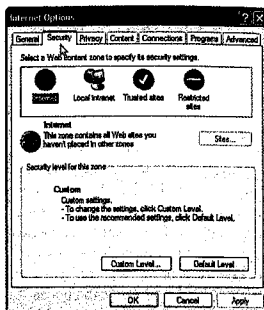 Internet Options
General Security Privacy Content Connections Programs Advanced
Select a Web content zone to specify its security settings.
Internet Local intranet Trusted sites Restricted sites
Internet
This zone contains all Web sites you haven't placed in other zones
Sites...
Security level for this zone
Custom
Custom settings.
- To change the settings, click Custom Level.
- To use the recommended settings, click Default Level.
Custom Level... Default Level
OK Cancel Apply